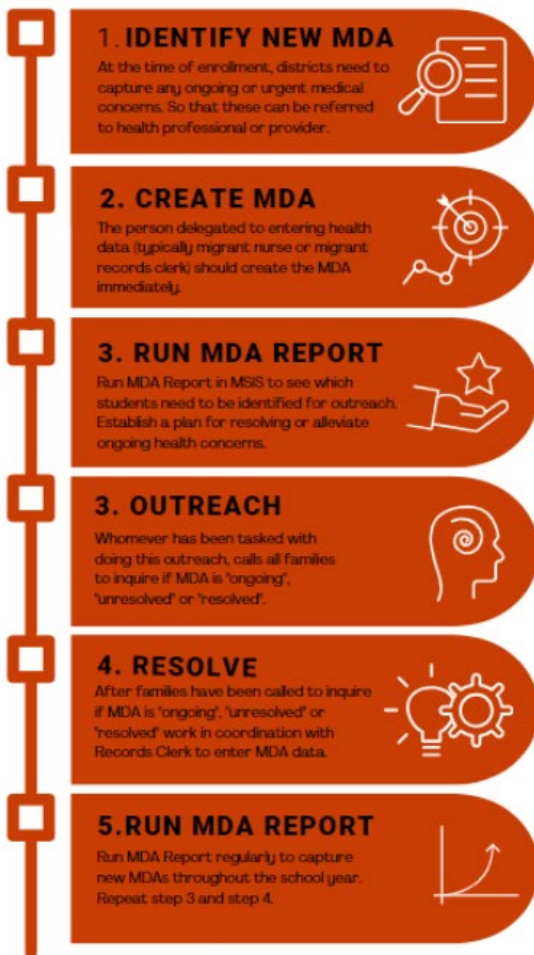 1. IDENTIFY NEW MDA
At the time of enrollment, districts need to
capture any ongoing or urgent medical
concerns. So that these can be referred
to health professional or provider.
2. CREATE MDA
The person delegated to entering health
data (typically migrant nurse or migrant
records clerk) should create the MDA
immediately.
3. RUN MDA REPORT
Run MDA Report in MSIS to see which
students need to be identified for outreach.
Establish a plan for resolving or alleviate
ongoing health concerns.
3. OUTREACH
Whomever has been tasked with
doing this outreach, calls all families
to inquire if MDA is "ongoing",
"unresolved" or "resolved".
4. RESOLVE
After families have been called to inquire
if MDA is "ongoing", "unresolved" or
"resolved" work in coordination with
Records Clerk to enter MDA data.
5.RUN MDA REPORT
Run MDA Report regularly to capture
new MDAs throughout the school year.
Repeat step 3 and step 4.